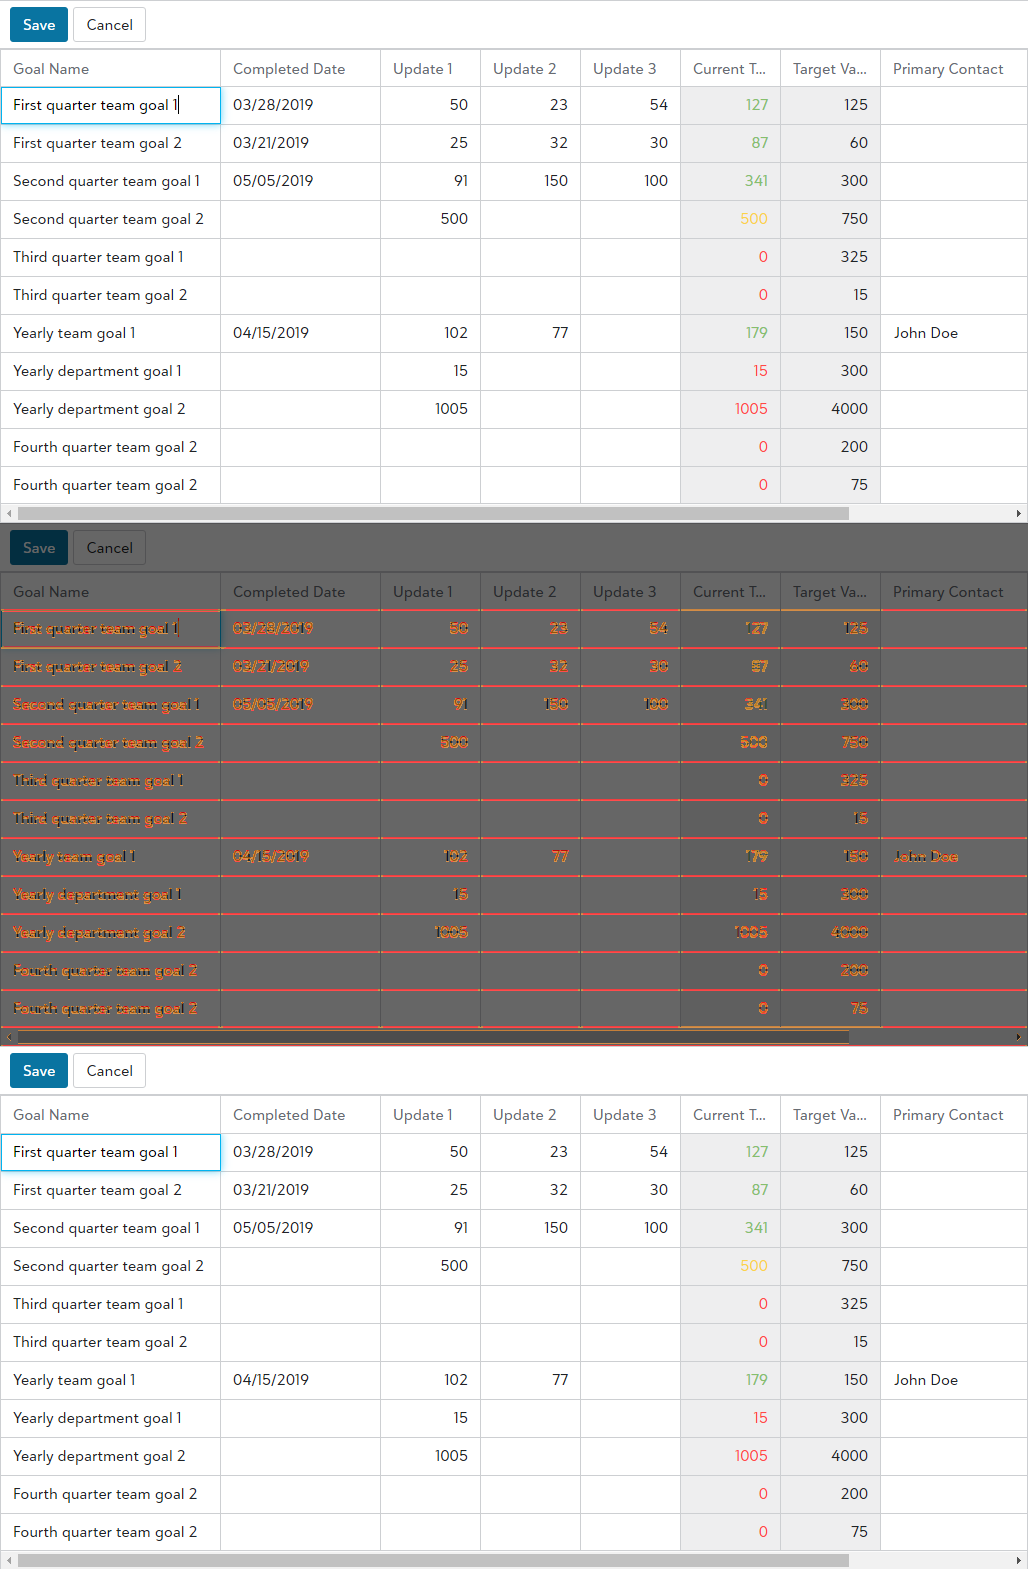 Save Cancel
Goal Name Completed Date Update 1 Update 2 Update 3 Current T... Target Va... Primary Contact
First quarter team goal 1 03/28/2019 50 23 54 127 125
First quarter team goal 2 03/21/2019 25 32 30 87 60
Second quarter team goal 1 05/05/2019 91 150 100 341 300
Second quarter team goal 2 500 500 750
Third quarter team goal 1 0 325
Third quarter team goal 2 0 15
Yearly team goal 1 04/15/2019 102 77 179 150 John Doe
Yearly department goal 1 15 15 300
Yearly department goal 2 1005 1005 4000
Fourth quarter team goal 2 0 200
Fourth quarter team goal 2 0 75
Save Cancel
Goal Name Completed Date Update 1 Update 2 Update 3 Current T... Target Va... Primary Contact
First quarter team goal 1 03/28/2019 50 23 54 127 125
First quarter team goal 2 03/21/2019 25 32 30 87 60
Second quarter team goal 1 05/05/2019 91 150 100 341 300
Second quarter team goal 2 500 500 750
Third quarter team goal 1 0 325
Third quarter team goal 2 0 15
Yearly team goal 1 04/15/2019 102 77 179 150 John Doe
Yearly department goal 1 15 15 300
Yearly department goal 2 1005 1005 4000
Fourth quarter team goal 2 0 200
Fourth quarter team goal 2 0 75
Save Cancel
Goal Name Completed Date Update 1 Update 2 Update 3 Current T... Target Va... Primary Contact
First quarter team goal 1 03/28/2019 50 23 54 127 125
First quarter team goal 2 03/21/2019 25 32 30 87 60
Second quarter team goal 1 05/05/2019 91 150 100 341 300
Second quarter team goal 2 500 500 750
Third quarter team goal 1 0 325
Third quarter team goal 2 0 15
Yearly team goal 1 04/15/2019 102 77 179 150 John Doe
Yearly department goal 1 15 15 300
Yearly department goal 2 1005 1005 4000
Fourth quarter team goal 2 0 200
Fourth quarter team goal 2 0 75